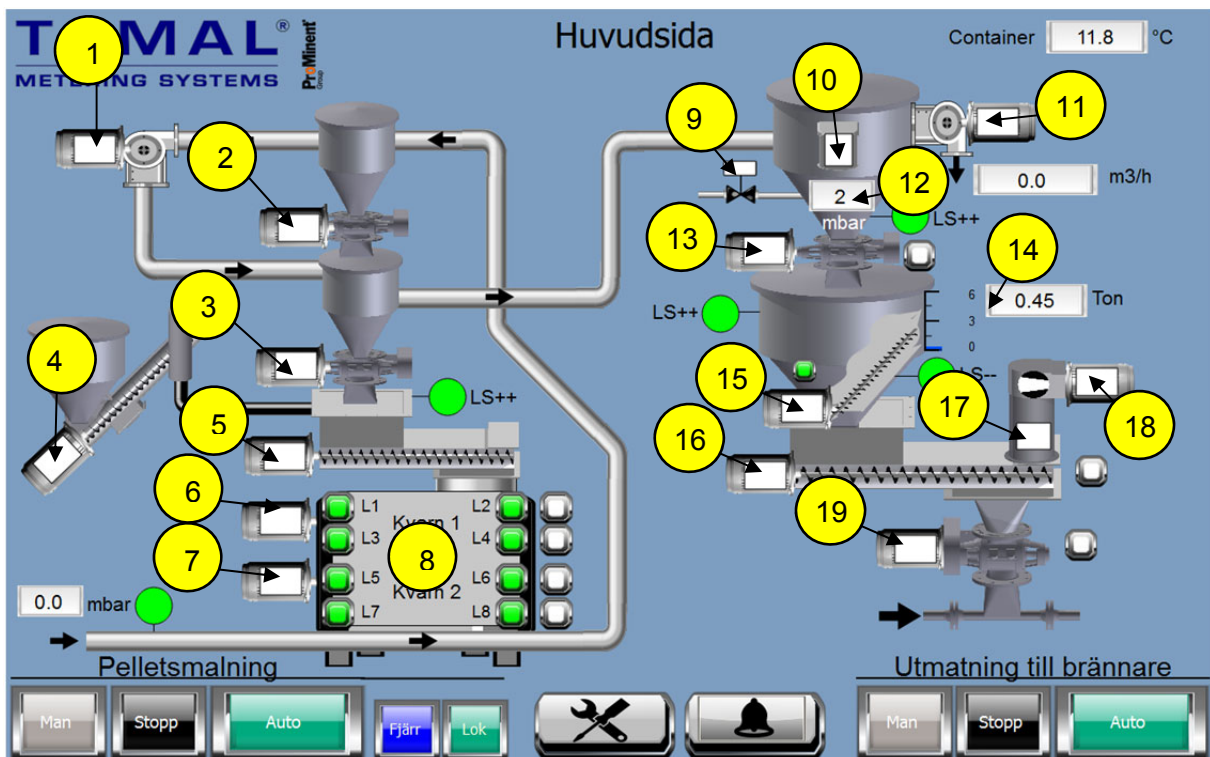 TOMAL®
METERING SYSTEMS
ProMinent
Group
Huvudsida
Container 11.8 °C
1
2
3
4
5
6
7
8
9
10
11
12
13
14
15
16
17
18
19
0.0 m3/h
2
mbar
LS++
LS++
6
3
0
0.45 Ton
LS--
LS++
L1 L2
Kvarn 1
L3 L4
L5 L6
Kvarn 2
L7 L8
0.0 mbar
Pelletsmalning
Utmatning till brännare
Man Stopp Auto Fjärr Lok
Man Stopp Auto